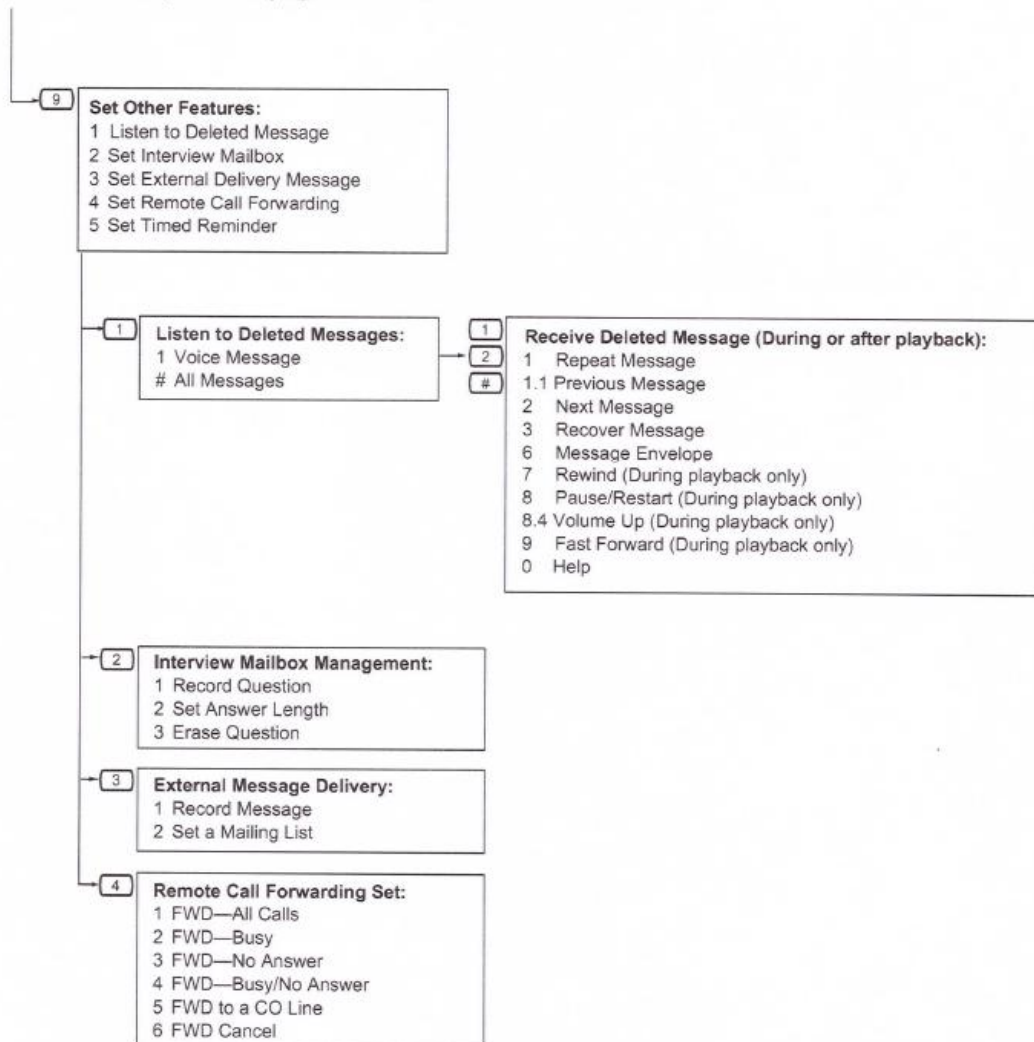 9
Set Other Features:
1 Listen to Deleted Message
2 Set Interview Mailbox
3 Set External Delivery Message
4 Set Remote Call Forwarding
5 Set Timed Reminder
1
Listen to Deleted Messages:
1 Voice Message
# All Messages
1
2
#
Receive Deleted Message (During or after playback):
1 Repeat Message
1.1 Previous Message
2 Next Message
3 Recover Message
6 Message Envelope
7 Rewind (During playback only)
8 Pause/Restart (During playback only)
8.4 Volume Up (During playback only)
9 Fast Forward (During playback only)
0 Help
2
Interview Mailbox Management:
1 Record Question
2 Set Answer Length
3 Erase Question
3
External Message Delivery:
1 Record Message
2 Set a Mailing List
4
Remote Call Forwarding Set:
1 FWD—All Calls
2 FWD—Busy
3 FWD—No Answer
4 FWD—Busy/No Answer
5 FWD to a CO Line
6 FWD Cancel